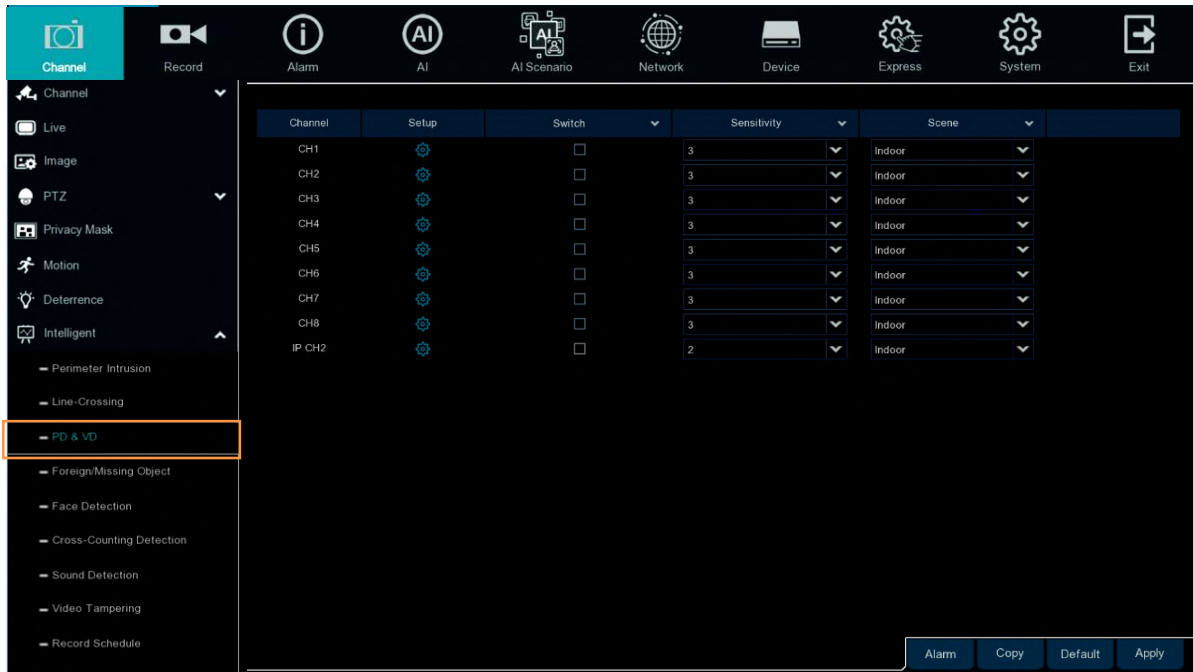 Channel Record Alarm AI AI Scenario Network Device Express System Exit
Channel
Live
Image
PTZ
Privacy Mask
Motion
Deterrence
Intelligent
Perimeter Intrusion
Line-Crossing
PD & VD
Foreign/Missing Object
Face Detection
Cross-Counting Detection
Sound Detection
Video Tampering
Record Schedule
Channel Setup Switch Sensitivity Scene
CH1 3 Indoor
CH2 3 Indoor
CH3 3 Indoor
CH4 3 Indoor
CH5 3 Indoor
CH6 3 Indoor
CH7 3 Indoor
CH8 3 Indoor
IP CH2 2 Indoor
Alarm Copy Default Apply